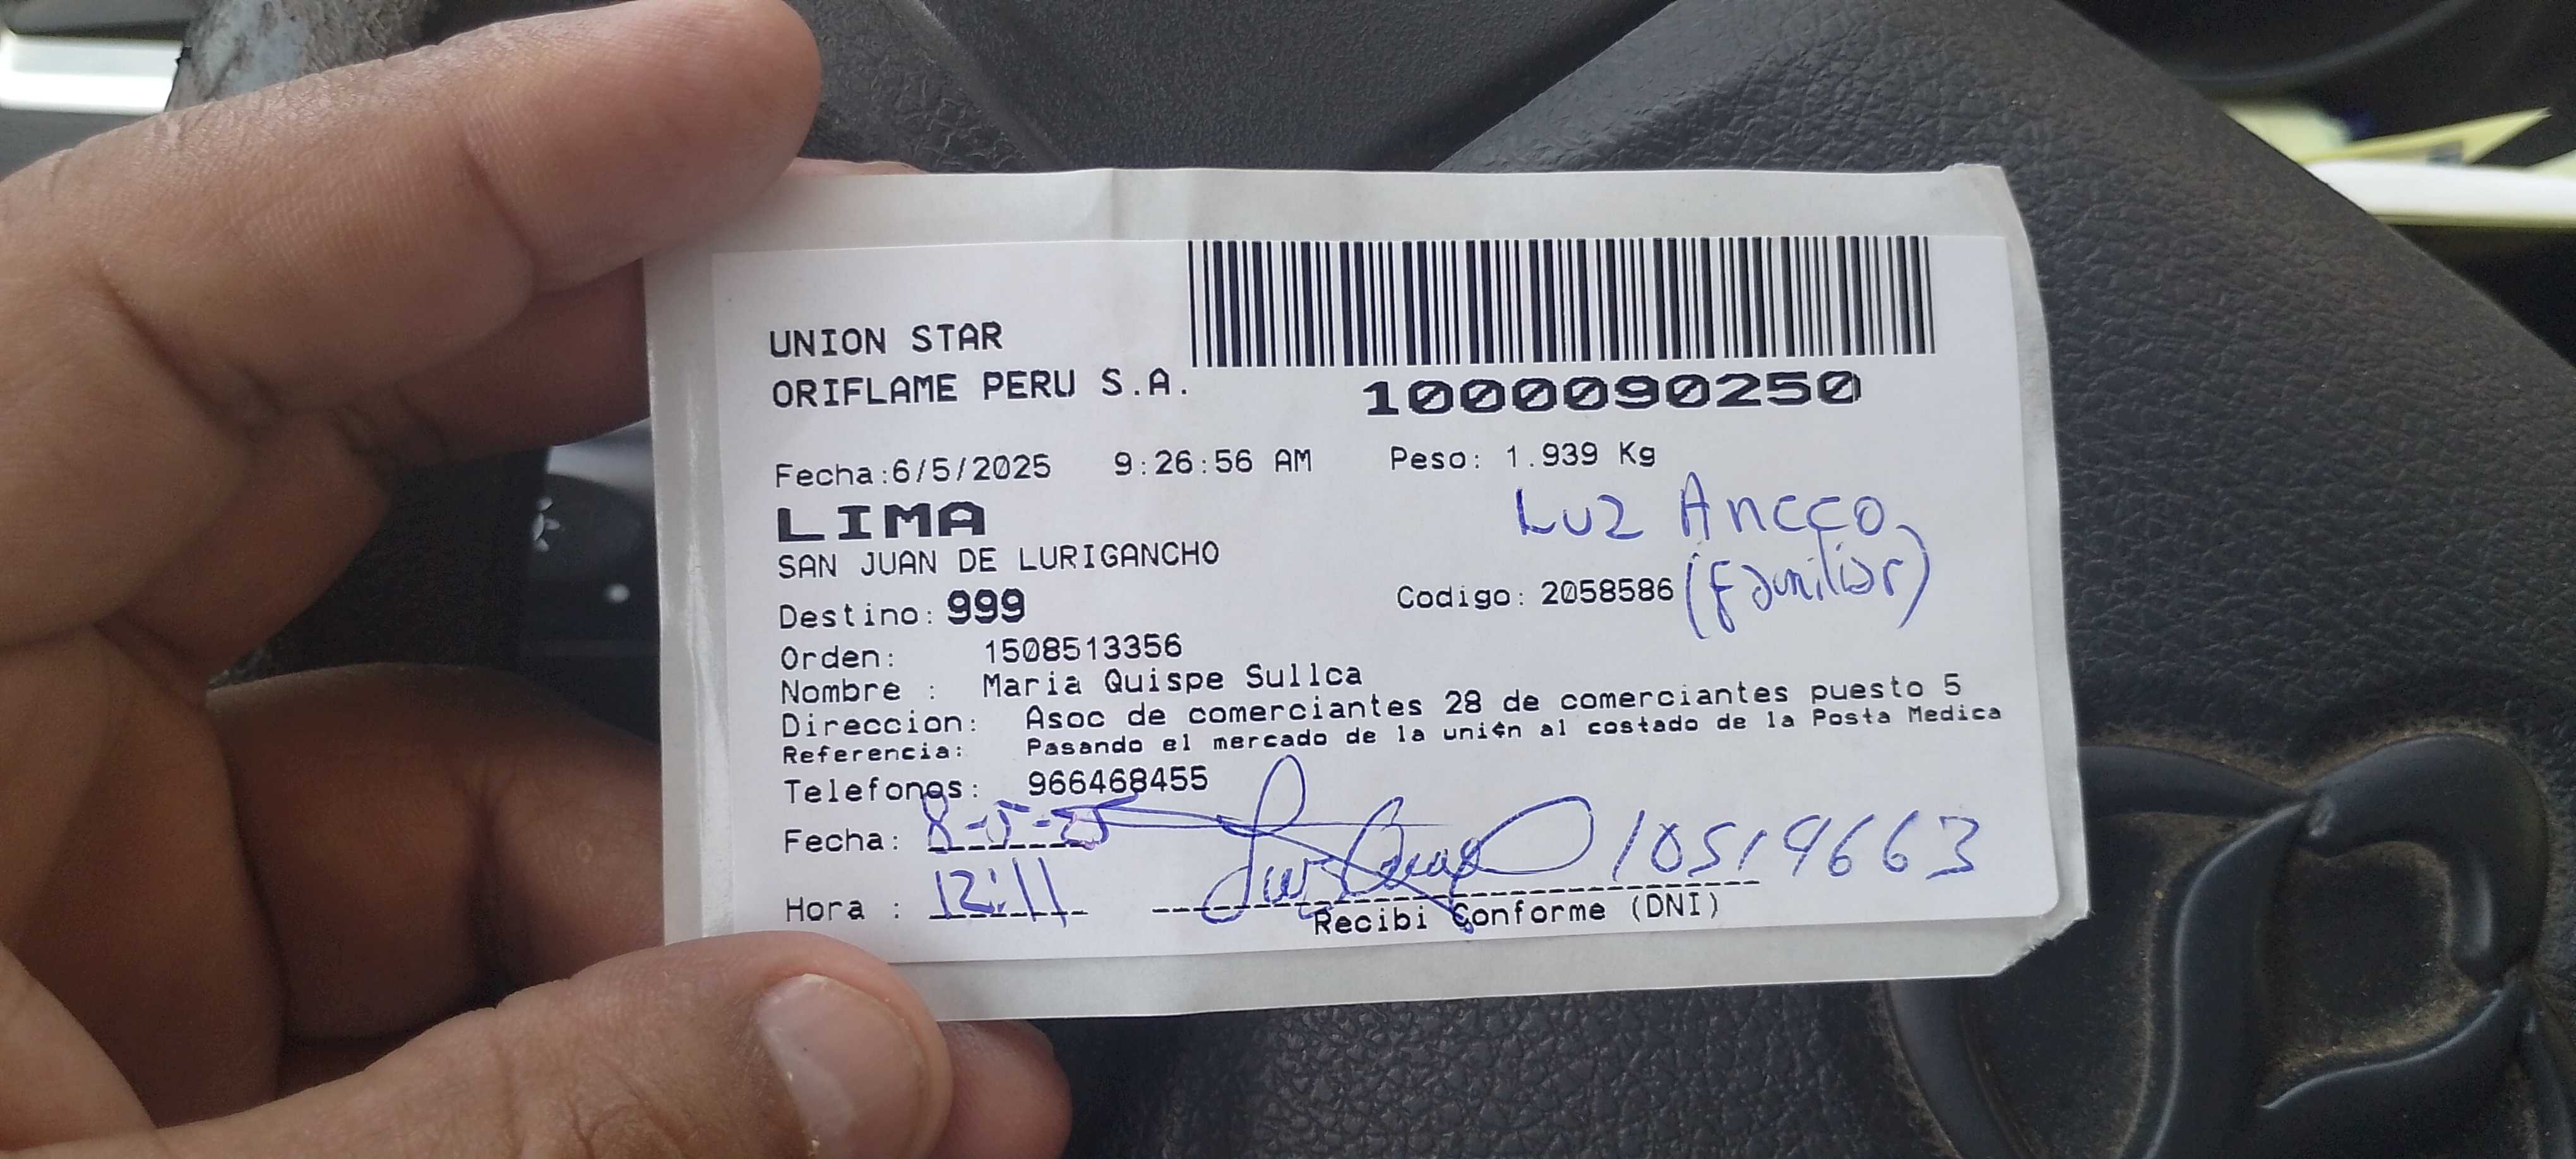 UNION STAR
ORIFLAME PERU S.A.
1000090250
Fecha:6/5/2025 9:26:56 AM Peso: 1.939 Kg
LIMA
Luz Ancco
SAN JUAN DE LURIGANCHO
(Familiar)
Destino: 999 Codigo: 2058586
Orden: 1508513356
Nombre : Maria Quispe Sullca
Direccion: Asoc de comerciantes 28 de comerciantes puesto 5
Referencia: Pasando el mercado de la uni¢n al costado de la Posta Medica
Telefonos: 966468455
Fecha: 8-5-25
10519663
Hora : 12:11
Recibi Conforme (DNI)